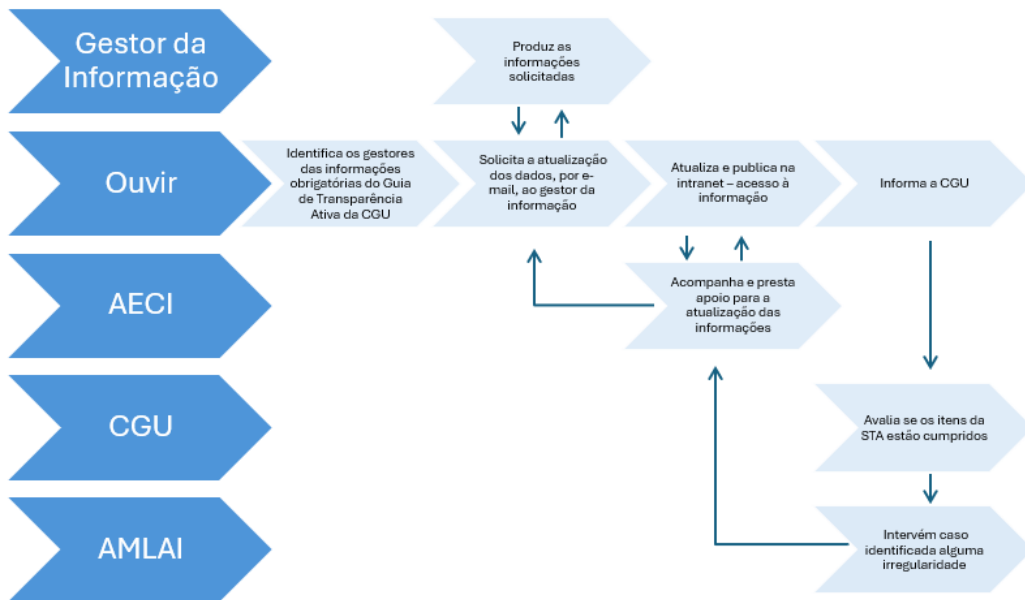 Gestor da
Informação
Produz as
informações
solicitadas
Ouvir
Identifica os gestores
das informações
obrigatórias do Guia
de Transparência
Ativa da CGU
Solicita a atualização
dos dados, por e-
mail, ao gestor da
informação
Atualiza e publica na
intranet – acesso à
informação
Informa a CGU
AECI
Acompanha e presta
apoio para a
atualização das
informações
CGU
Avalia se os itens da
STA estão cumpridos
AMLAI
Intervém caso
identificada alguma
irregularidade